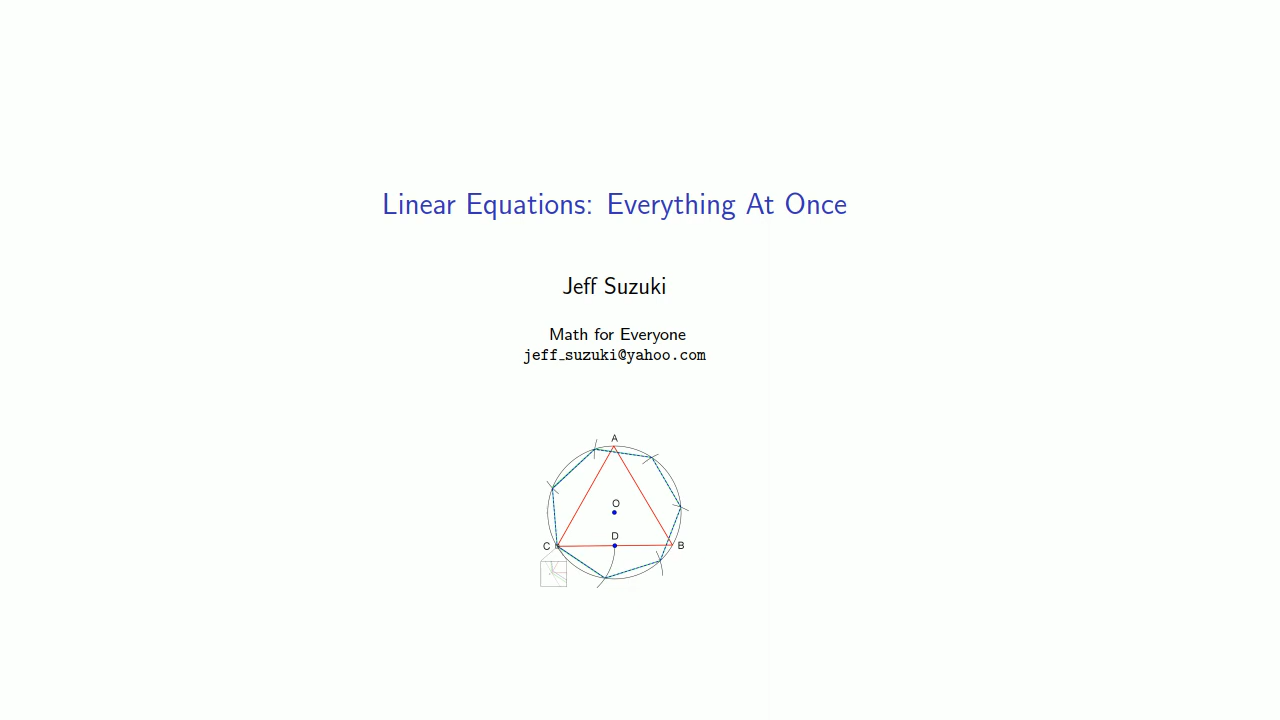 Linear Equations: Everything At Once
Jeff Suzuki
Math for Everyone
jeff_suzuki@yahoo.com
A
O
D
C
B